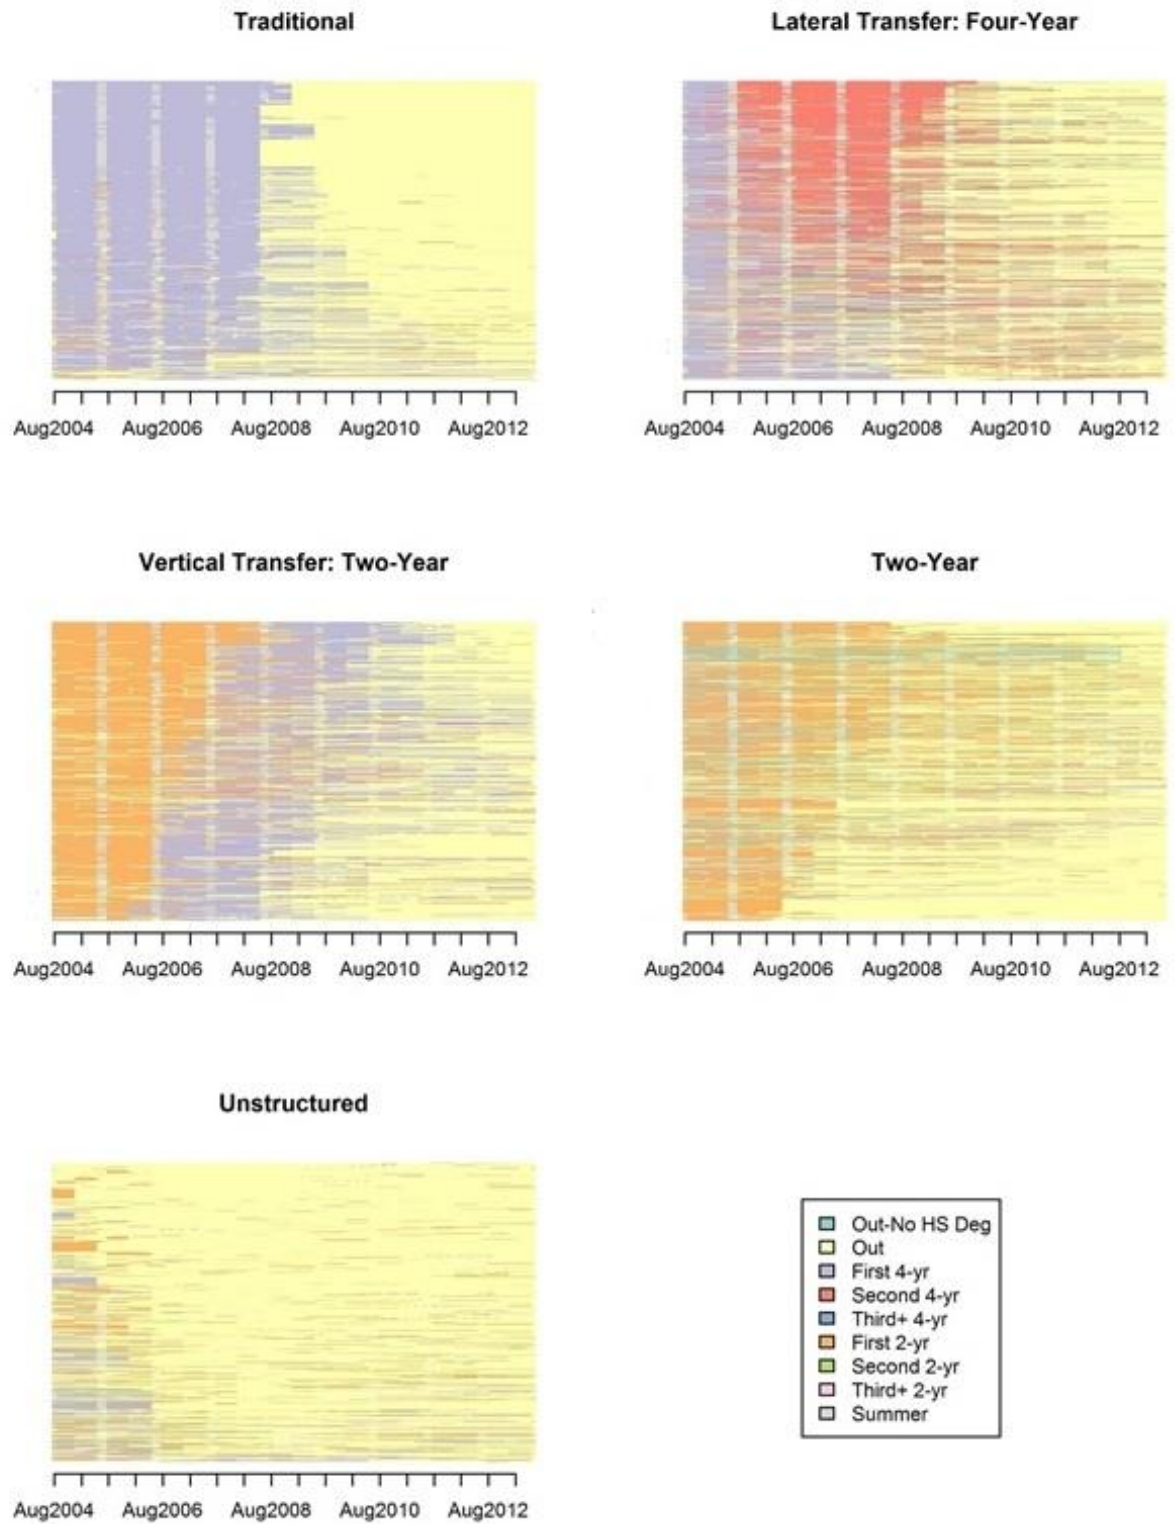 Traditional
Lateral Transfer: Four-Year
Aug2004 Aug2006 Aug2008 Aug2010 Aug2012
Aug2004 Aug2006 Aug2008 Aug2010 Aug2012
Vertical Transfer: Two-Year
Two-Year
Aug2004 Aug2006 Aug2008 Aug2010 Aug2012
Aug2004 Aug2006 Aug2008 Aug2010 Aug2012
Unstructured
Aug2004 Aug2006 Aug2008 Aug2010 Aug2012
Out-No HS Deg
Out
First 4-yr
Second 4-yr
Third+ 4-yr
First 2-yr
Second 2-yr
Third+ 2-yr
Summer